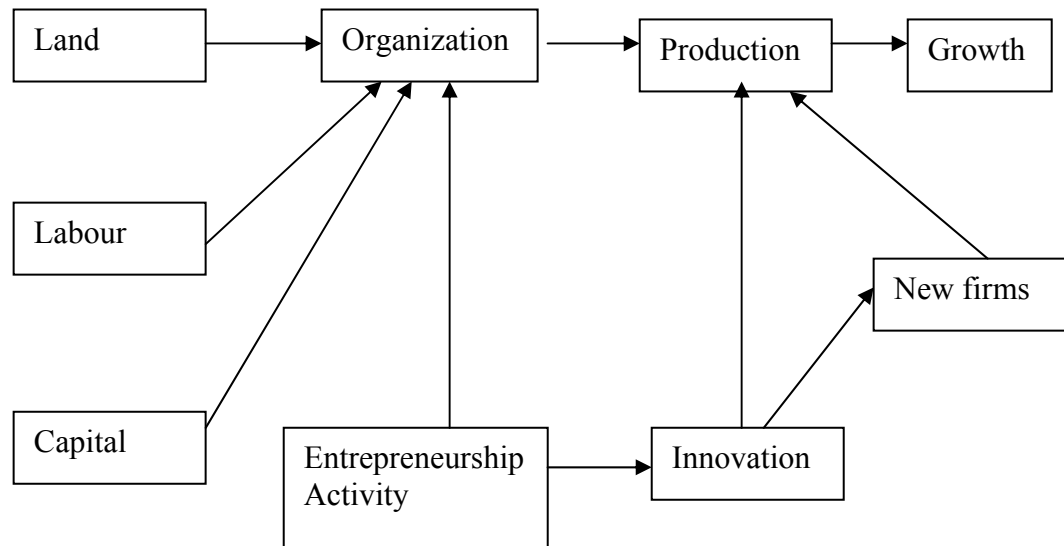 Land
Organization
Production
Growth
Labour
New firms
Capital
Entrepreneurship
Activity
Innovation